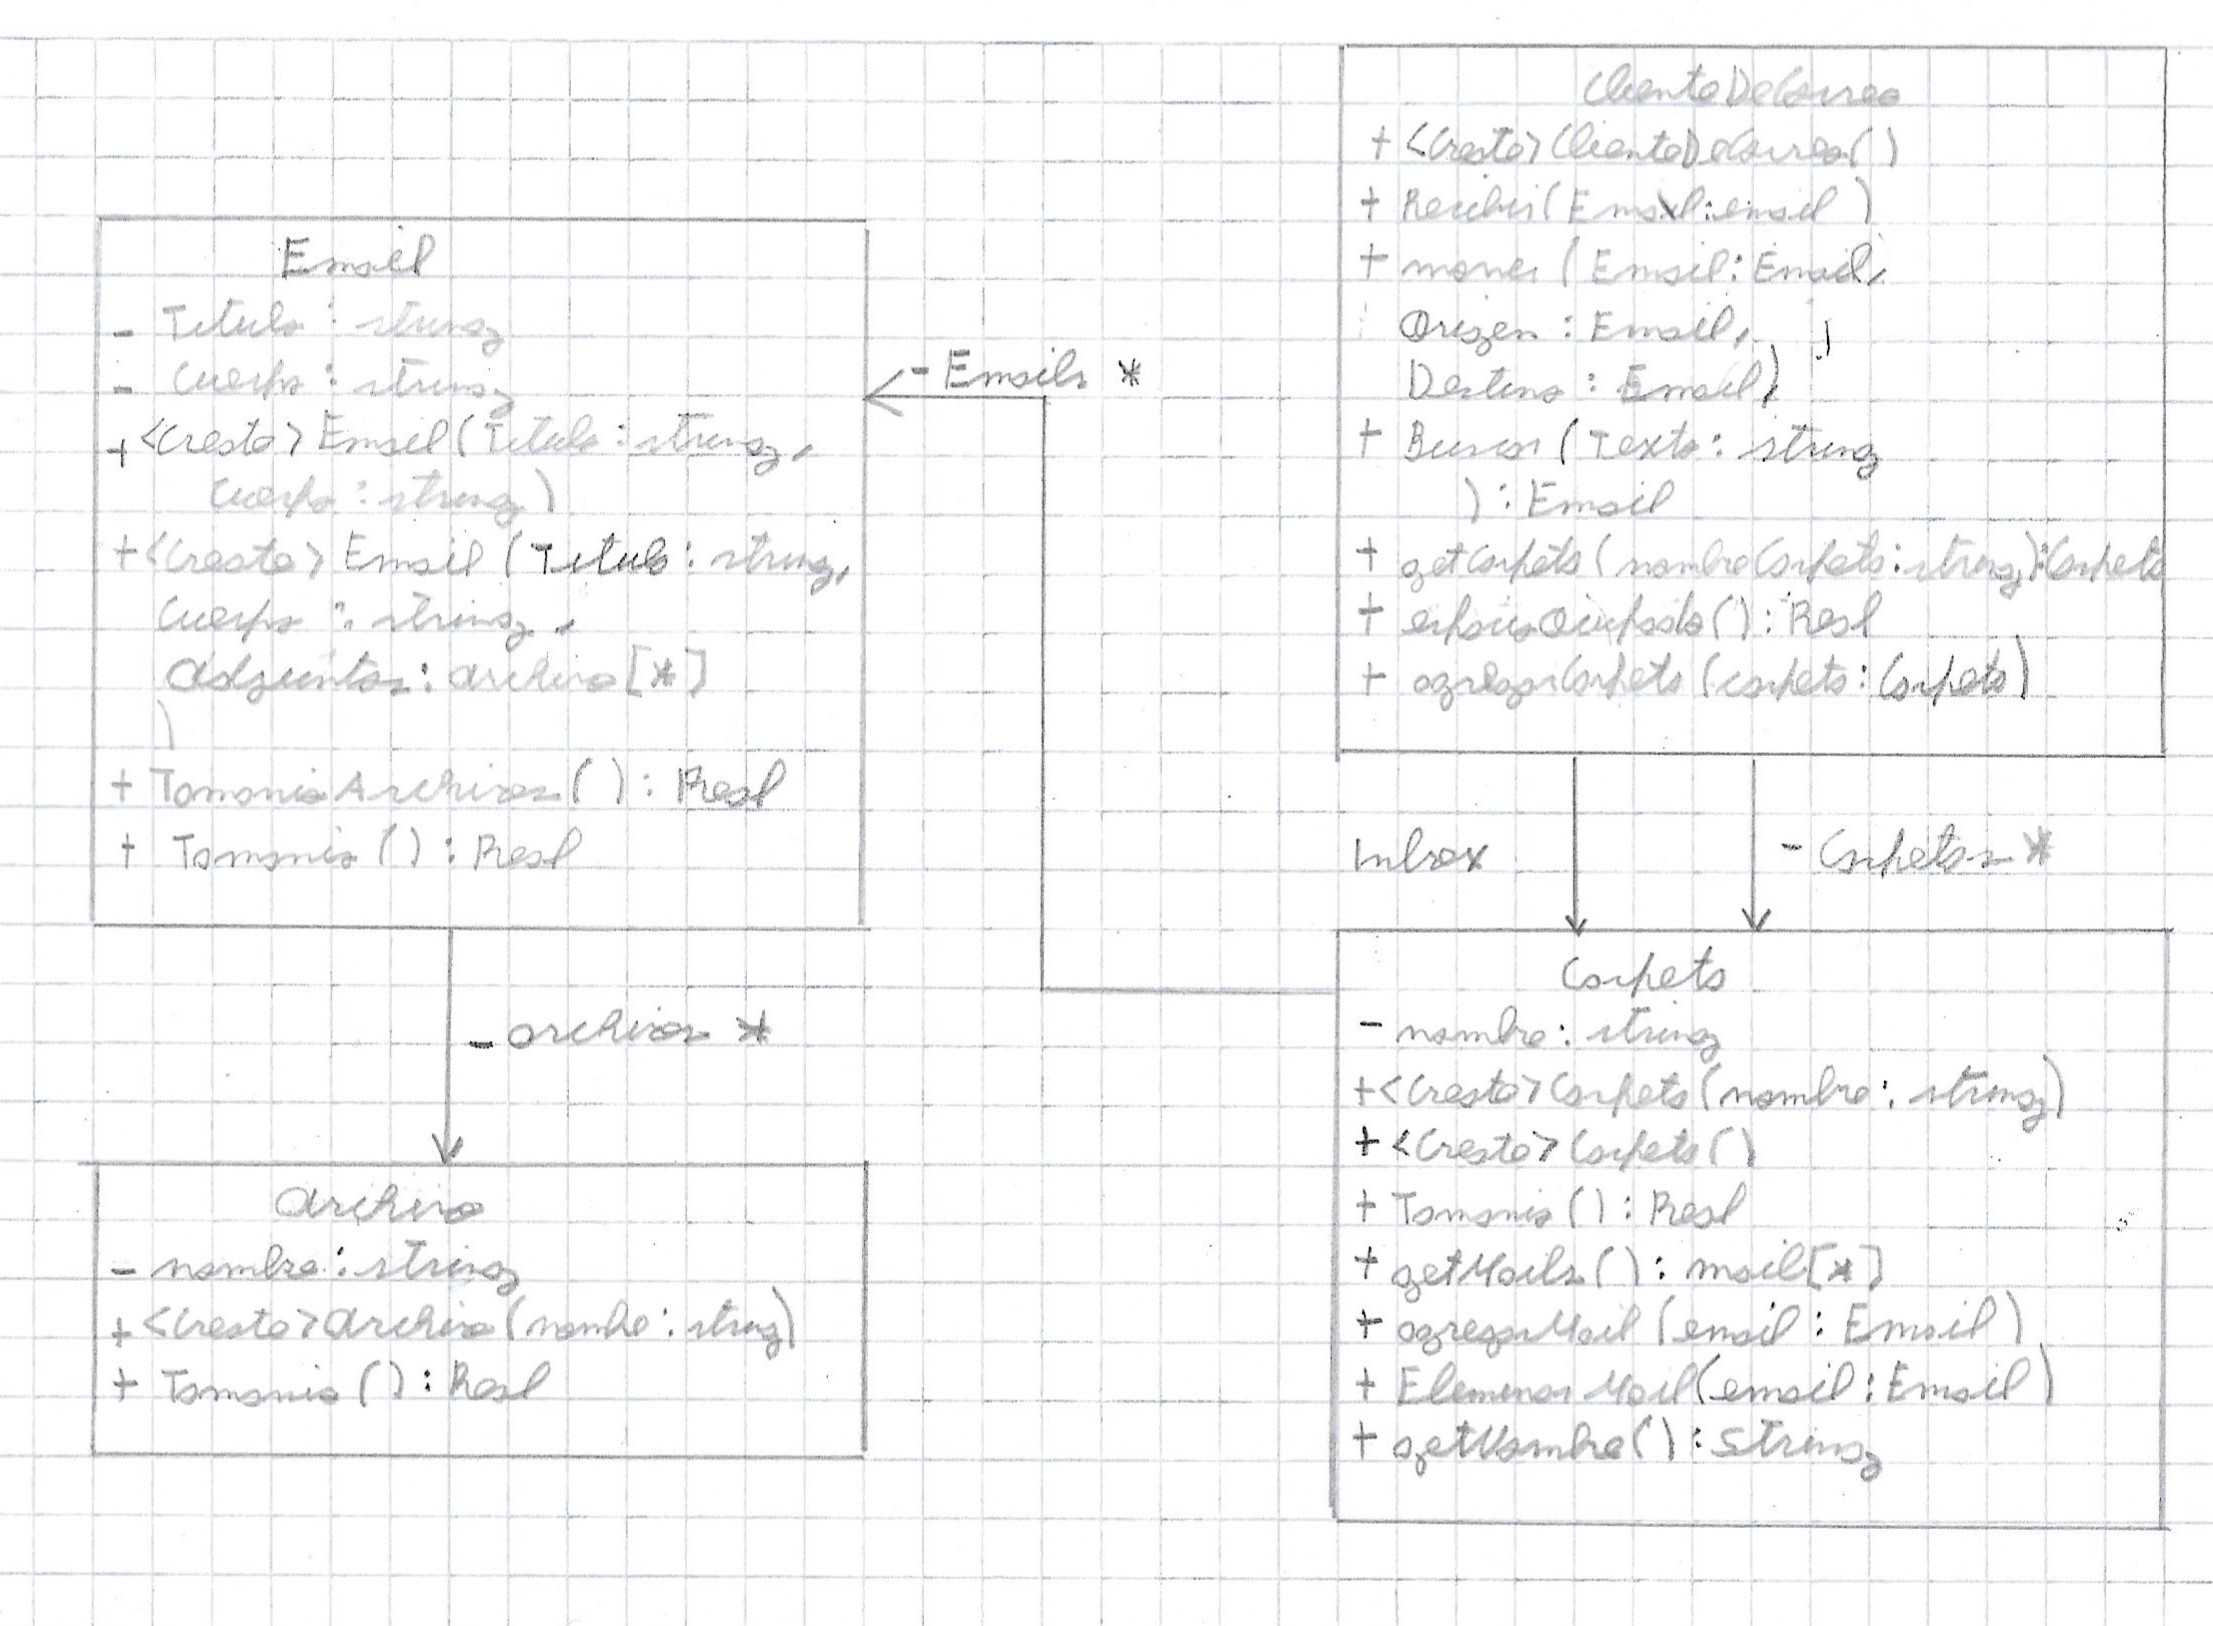 Email
- Titulo : string
- Cuerpo : string
+ <Create> Email (Titulo : string,
Cuerpo : string)
+ <Create> Email (Titulo : string,
Cuerpo : string,
Adjuntos : archivo [*]
)
+ Tamanio Archivos ( ) : Real
+ Tamanio ( ) : Real
- archivos *
Archivo
- nombre : string
+ <Create> Archivo (nombre : string)
+ Tamanio ( ) : Real
- Emails *
ClienteDeCorreo
+ <Create> ClienteDeCorreo ( )
+ Recibir (Email : email )
+ mover (Email : Email,
Origen : Email,
Destino : Email)
+ Buscar (Texto : string
) : Email
+ getCarpeta (nombreCarpeta : string) : Carpeta
+ espacioOcupado ( ) : Real
+ agregarCarpeta (carpeta : Carpeta)
Inbox
- Carpetas *
Carpeta
- nombre : string
+ <Create> Carpeta (nombre : string)
+ <Create> Carpeta ( )
+ Tamanio ( ) : Real
+ getMails ( ) : mail [*]
+ agregarMail (email : Email)
+ Eliminar Mail (email : Email)
+ getNombre ( ) : String